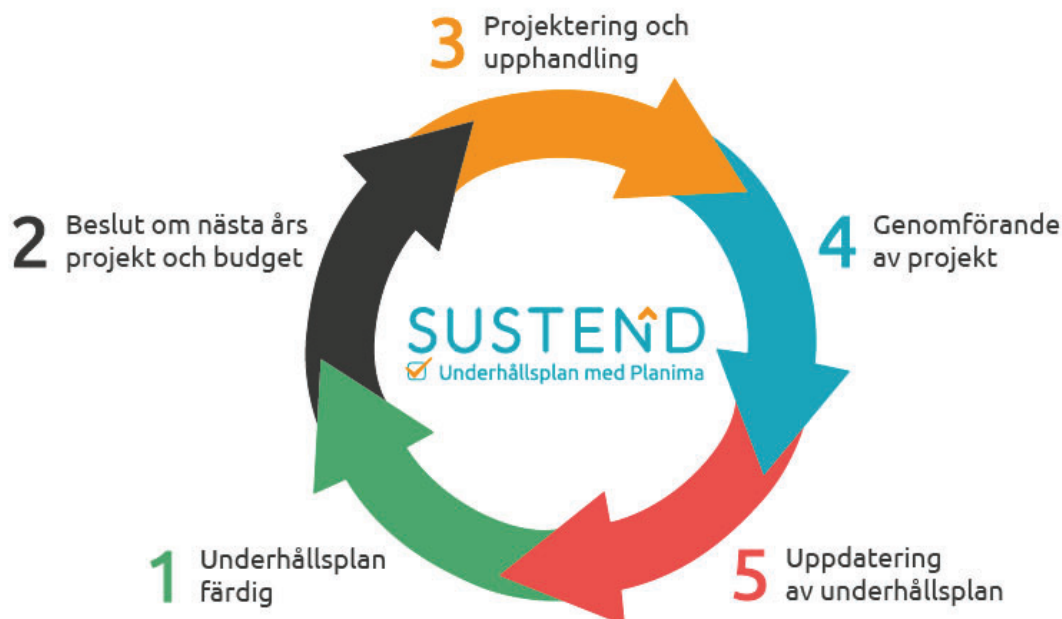 3 Projektering och
upphandling
2 Beslut om nästa års
projekt och budget
4 Genomförande
av projekt
SUSTEND
Underhållsplan med Planima
1 Underhållsplan
färdig
5 Uppdatering
av underhållsplan